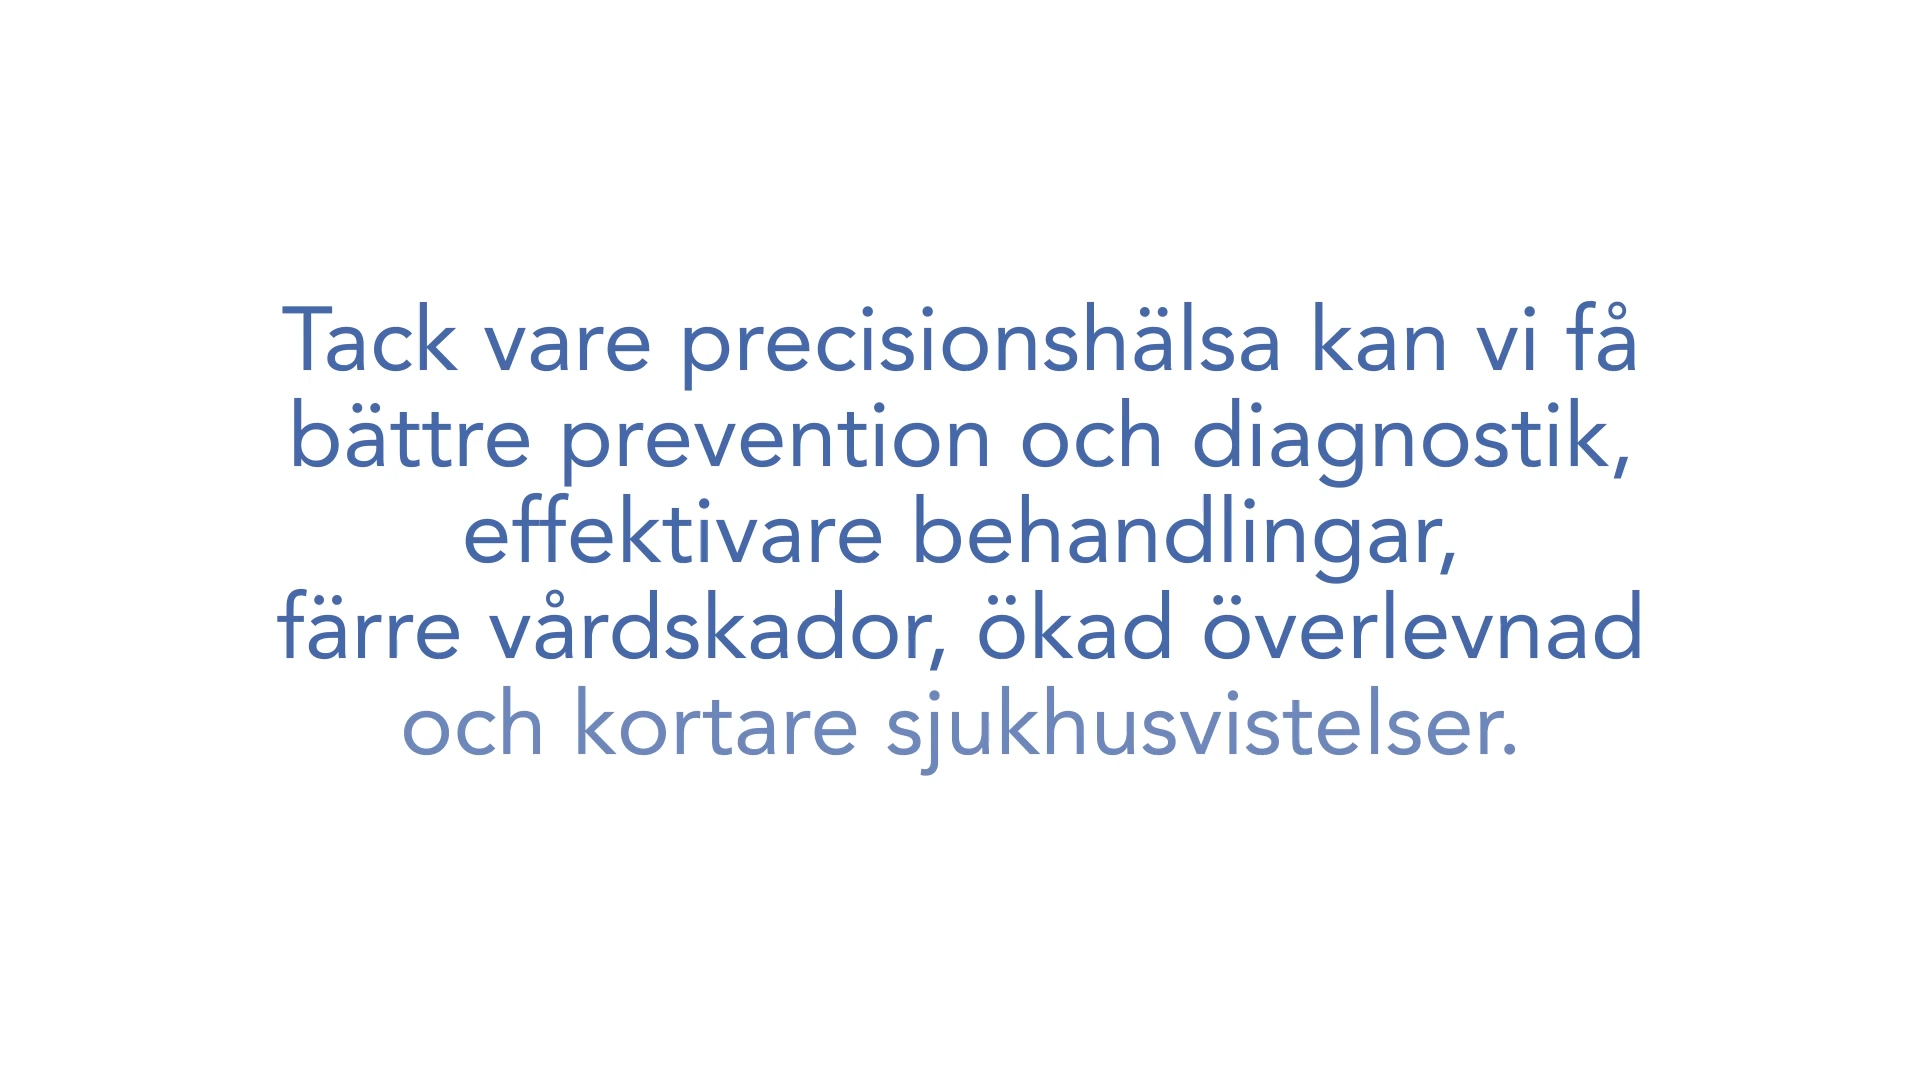 Tack vare precisionshälsa kan vi få
bättre prevention och diagnostik,
effektivare behandlingar,
färre vårdskador, ökad överlevnad
och kortare sjukhusvistelser.